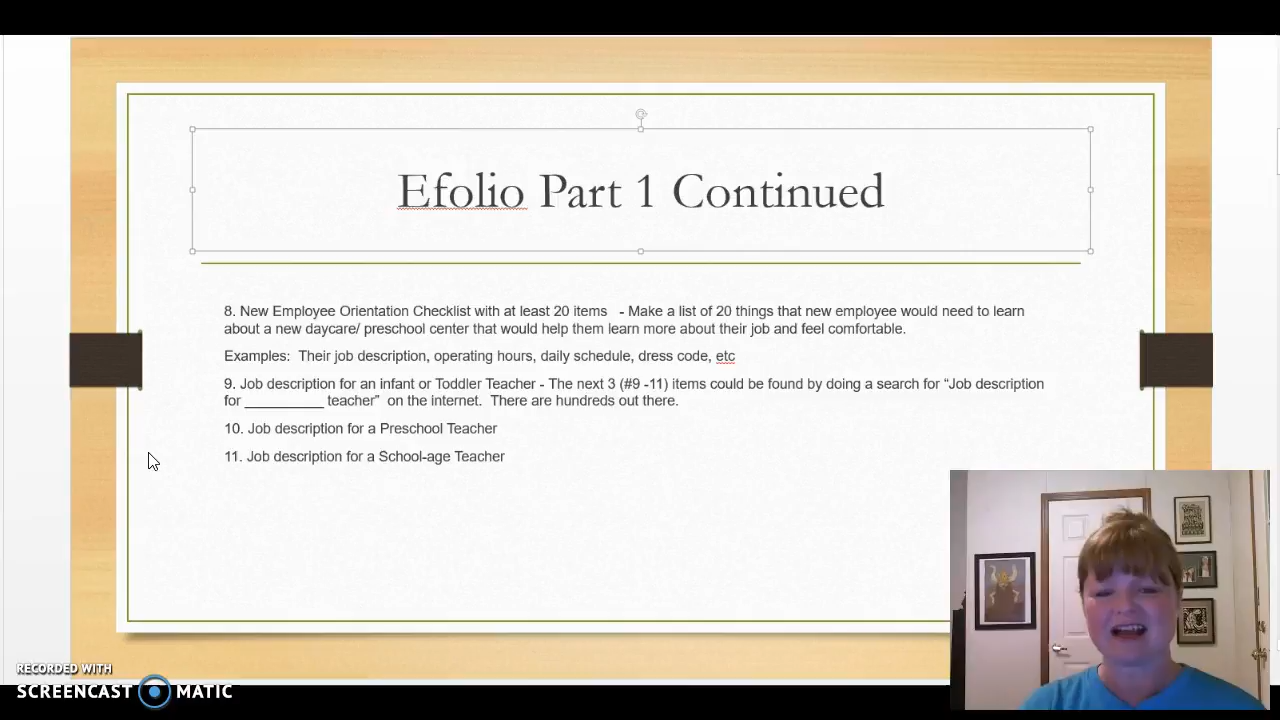 Efolio Part 1 Continued
8. New Employee Orientation Checklist with at least 20 items - Make a list of 20 things that new employee would need to learn
about a new daycare/ preschool center that would help them learn more about their job and feel comfortable.
Examples: Their job description, operating hours, daily schedule, dress code, etc
9. Job description for an infant or Toddler Teacher - The next 3 (#9 -11) items could be found by doing a search for “Job description
for __________ teacher” on the internet. There are hundreds out there.
10. Job description for a Preschool Teacher
11. Job description for a School-age Teacher
RECORDED WITH
SCREENCAST MATIC